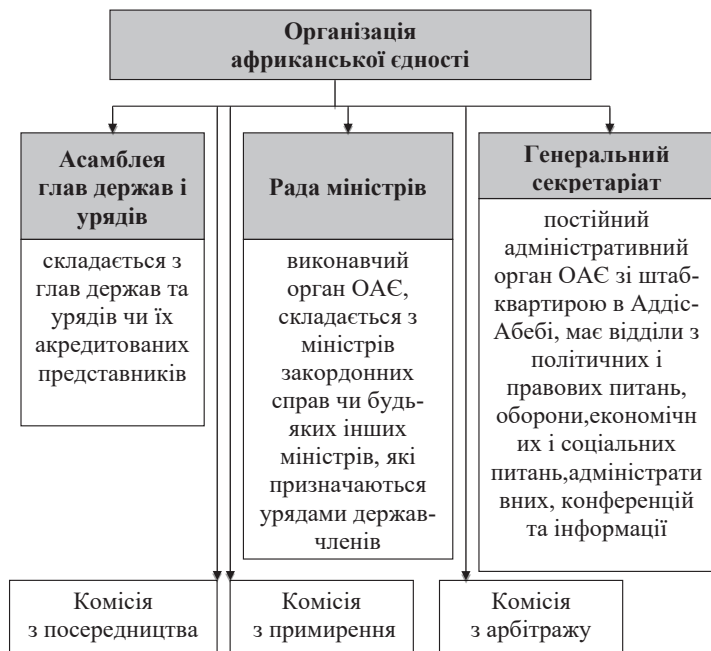 Організація
африканської єдності
Асамблея
глав держав і
урядів
складається з
глав держав та
урядів чи їх
акредитованих
представників
Рада міністрів
виконавчий
орган ОАЄ,
складається з
міністрів
закордонних
справ чи будь-
яких інших
міністрів, які
призначаються
урядами держав-
членів
Генеральний
секретаріат
постійний
адміністративний
орган ОАЄ зі штаб-
квартирою в Аддіс-
Абебі, має відділи з
політичних і
правових питань,
оборони,економічн
их і соціальних
питань,адміністрати
вних, конференцій
та інформації
Комісія
з посередництва
Комісія
з примирення
Комісія
з арбітражу